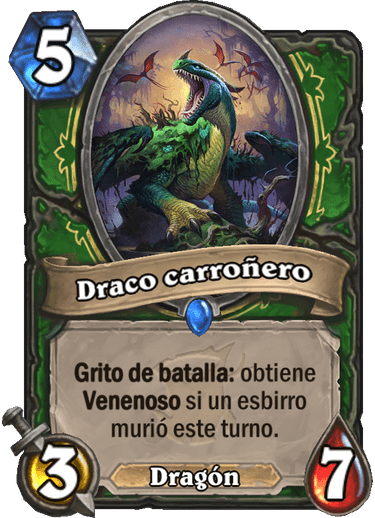 5
Draco carroñero
Grito de batalla: obtiene
Venenoso si un esbirro
murió este turno.
3
Dragón
7